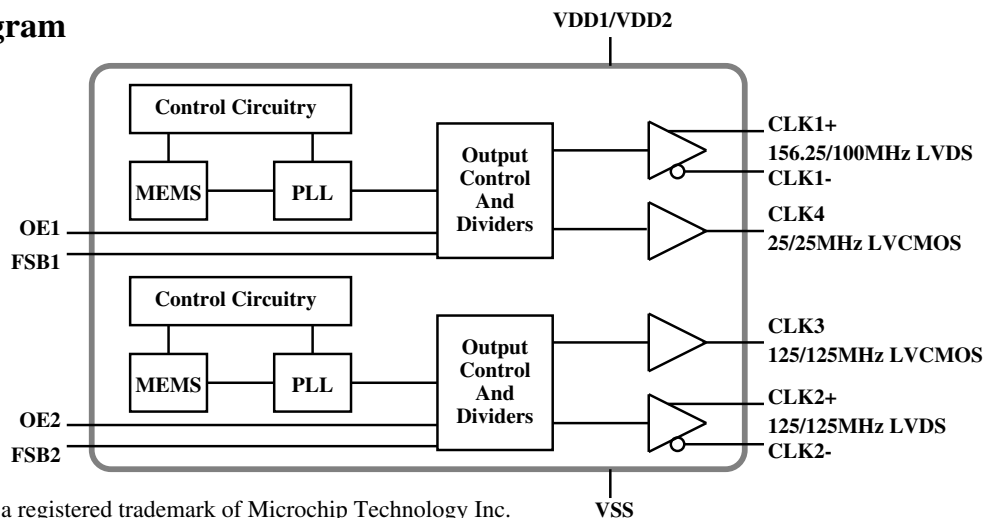 gram
VDD1/VDD2
Control Circuitry
MEMS
PLL
Output
Control
And
Dividers
CLK1+
156.25/100MHz LVDS
CLK1-
CLK4
25/25MHz LVCMOS
OE1
FSB1
Control Circuitry
MEMS
PLL
Output
Control
And
Dividers
CLK3
125/125MHz LVCMOS
CLK2+
125/125MHz LVDS
CLK2-
OE2
FSB2
VSS
a registered trademark of Microchip Technology Inc.